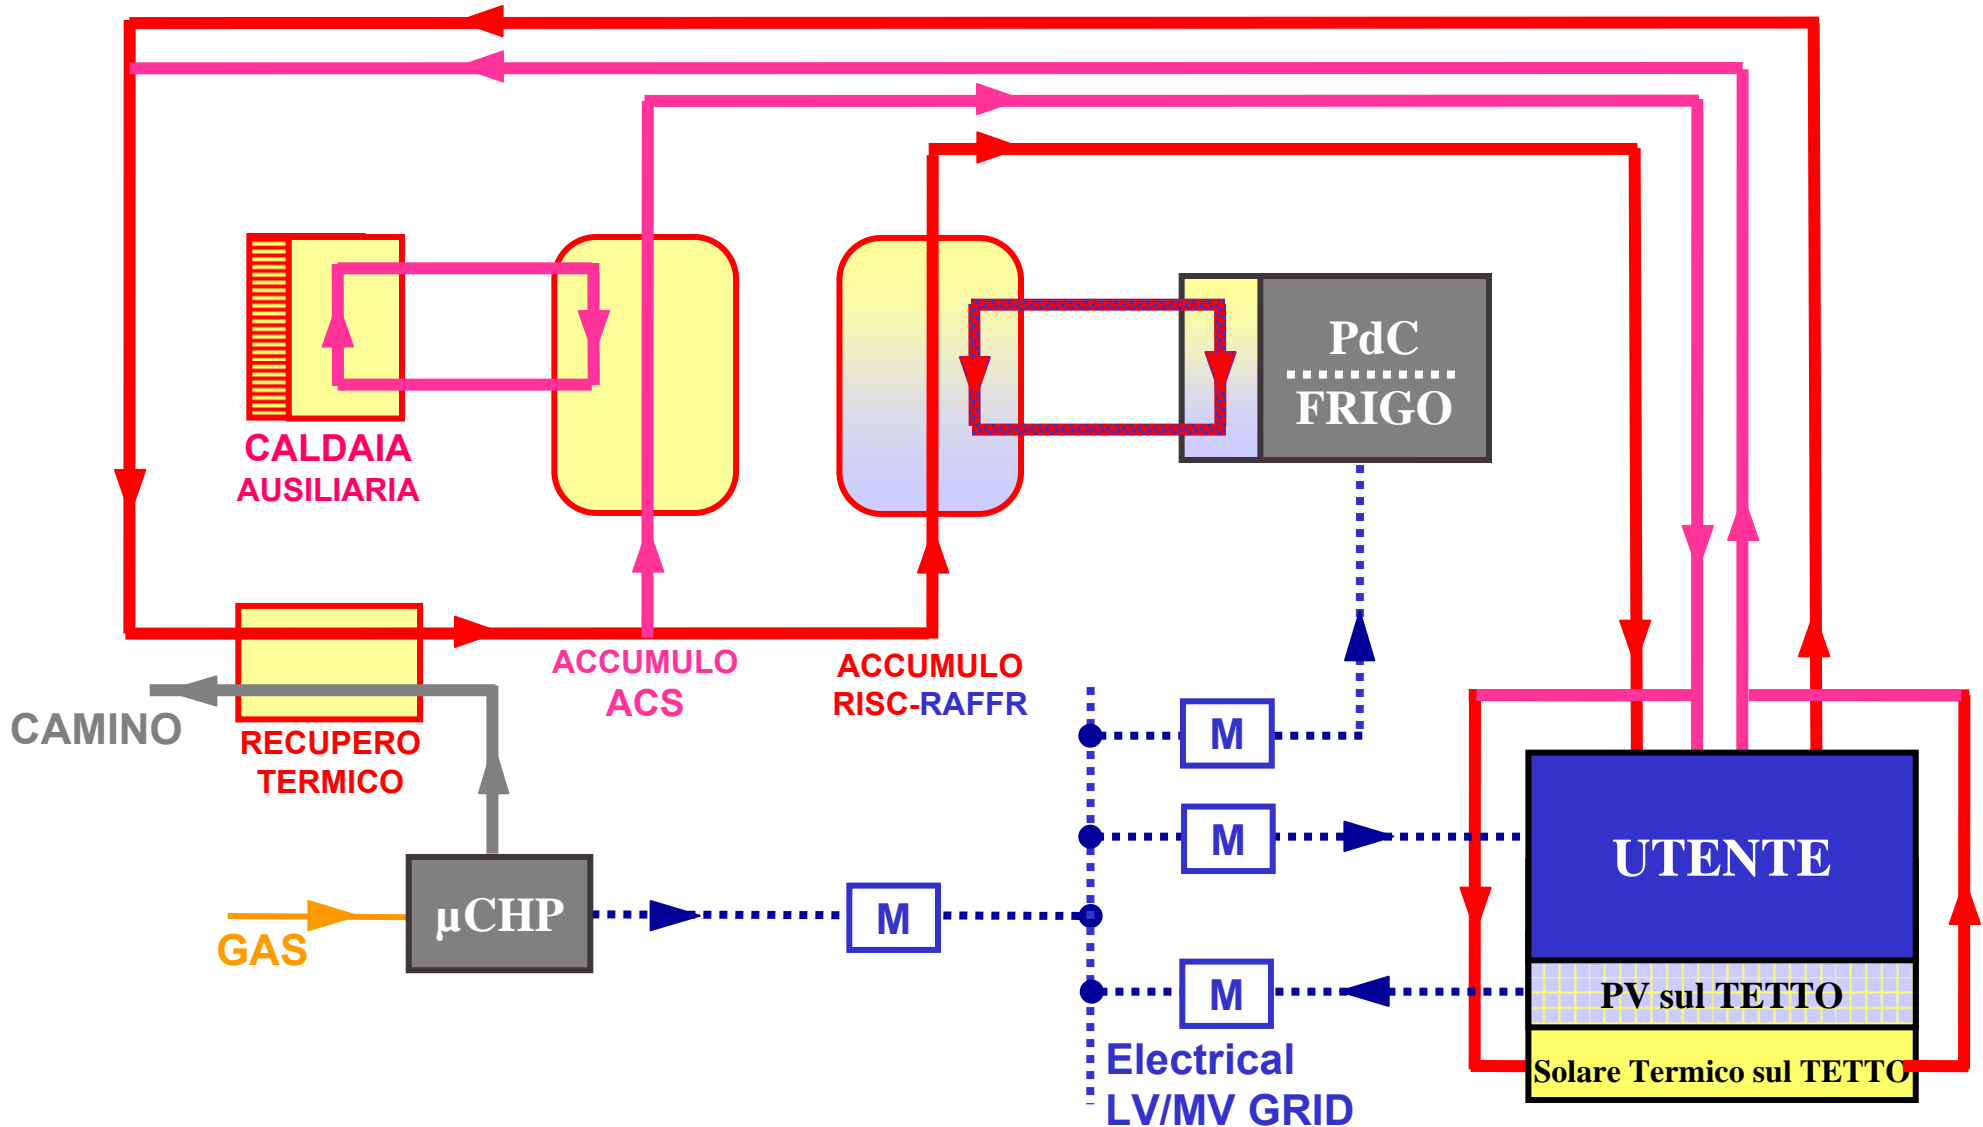 PdC
FRIGO
CALDAIA
AUSILIARIA
ACCUMULO
ACS
ACCUMULO
RISC-RAFFR
CAMINO
RECUPERO
TERMICO
M
M
UTENTE
GAS
µCHP
M
M
PV sul TETTO
Electrical
LV/MV GRID
Solare Termico sul TETTO